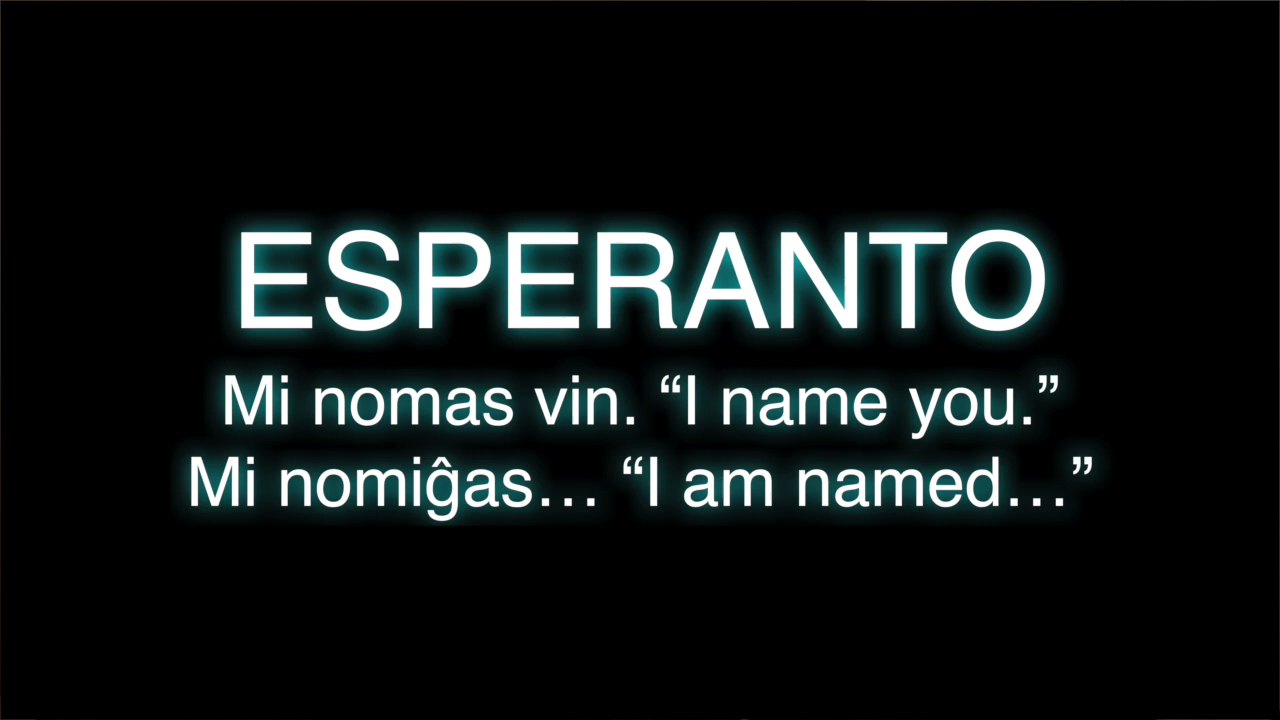 ESPERANTO
Mi nomas vin. “I name you.”
Mi nomiĝas… “I am named…”